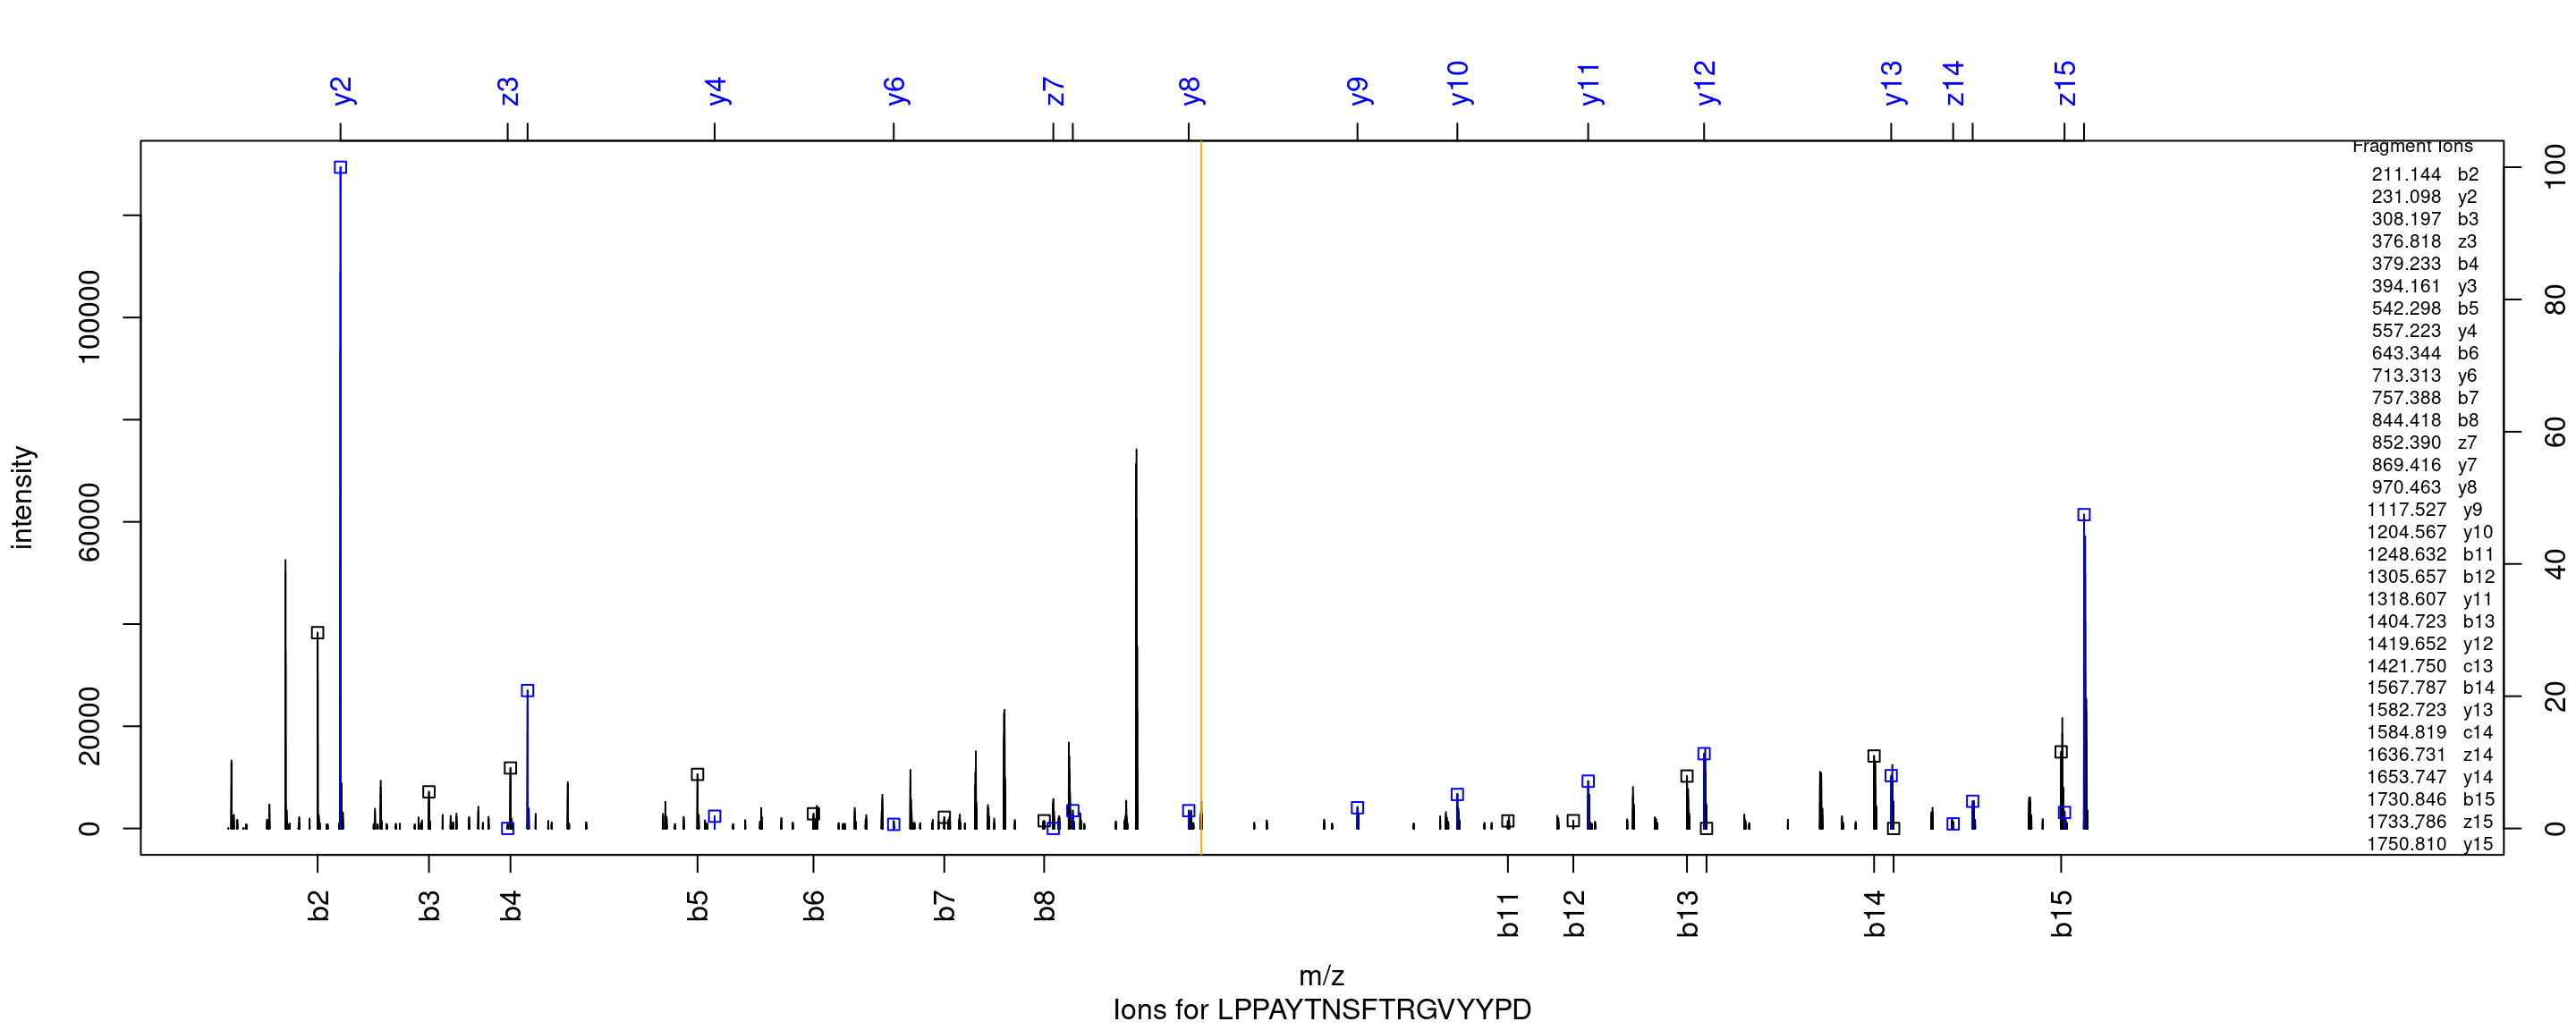 y2 z3 y4 y6 z7 y8 y9 y10 y11 y12 y13 z14 z15
Fragment Ions
211.144 b2
231.098 y2
308.197 b3
376.818 z3
379.233 b4
394.161 y3
542.298 b5
557.223 y4
643.344 b6
713.313 y6
757.388 b7
844.418 b8
852.390 z7
869.416 y7
970.463 y8
1117.527 y9
1204.567 y10
1248.632 b11
1305.657 b12
1318.607 y11
1404.723 b13
1419.652 y12
1421.750 c13
1567.787 b14
1582.723 y13
1584.819 c14
1636.731 z14
1653.747 y14
1730.846 b15
1733.786 z15
1750.810 y15
intensity
0 20000 60000 100000
0 20 40 60 80 100
b2 b3 b4 b5 b6 b7 b8 b11 b12 b13 b14 b15
m/z
Ions for LPPAYTNSFTRGVYYPD